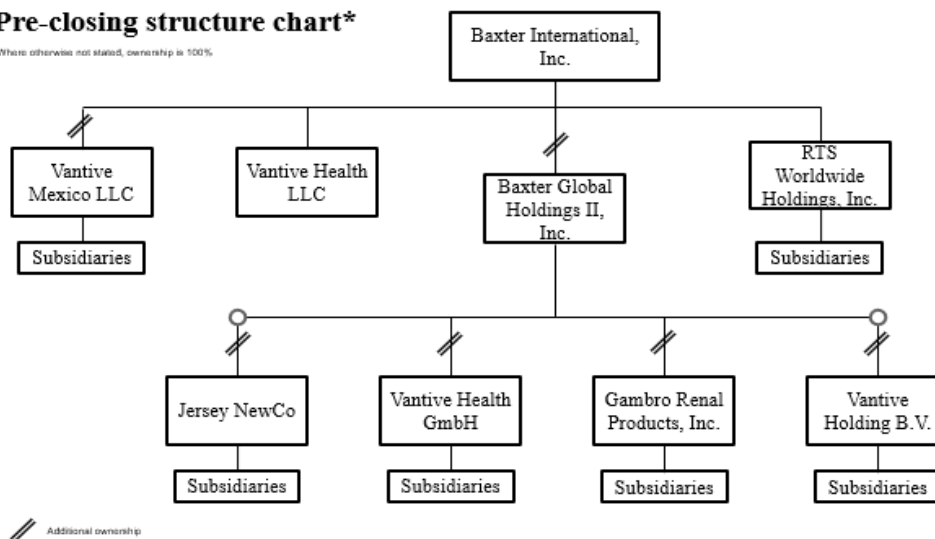 Pre-closing structure chart*
Where otherwise not stated, ownership is 100%
Baxter International,
Inc.
Vantive
Mexico LLC
Subsidiaries
Vantive Health
LLC
Baxter Global
Holdings II,
Inc.
RTS
Worldwide
Holdings, Inc.
Subsidiaries
Jersey NewCo
Subsidiaries
Vantive Health
GmbH
Subsidiaries
Gambro Renal
Products, Inc.
Subsidiaries
Vantive
Holding B.V.
Subsidiaries
Additional ownership